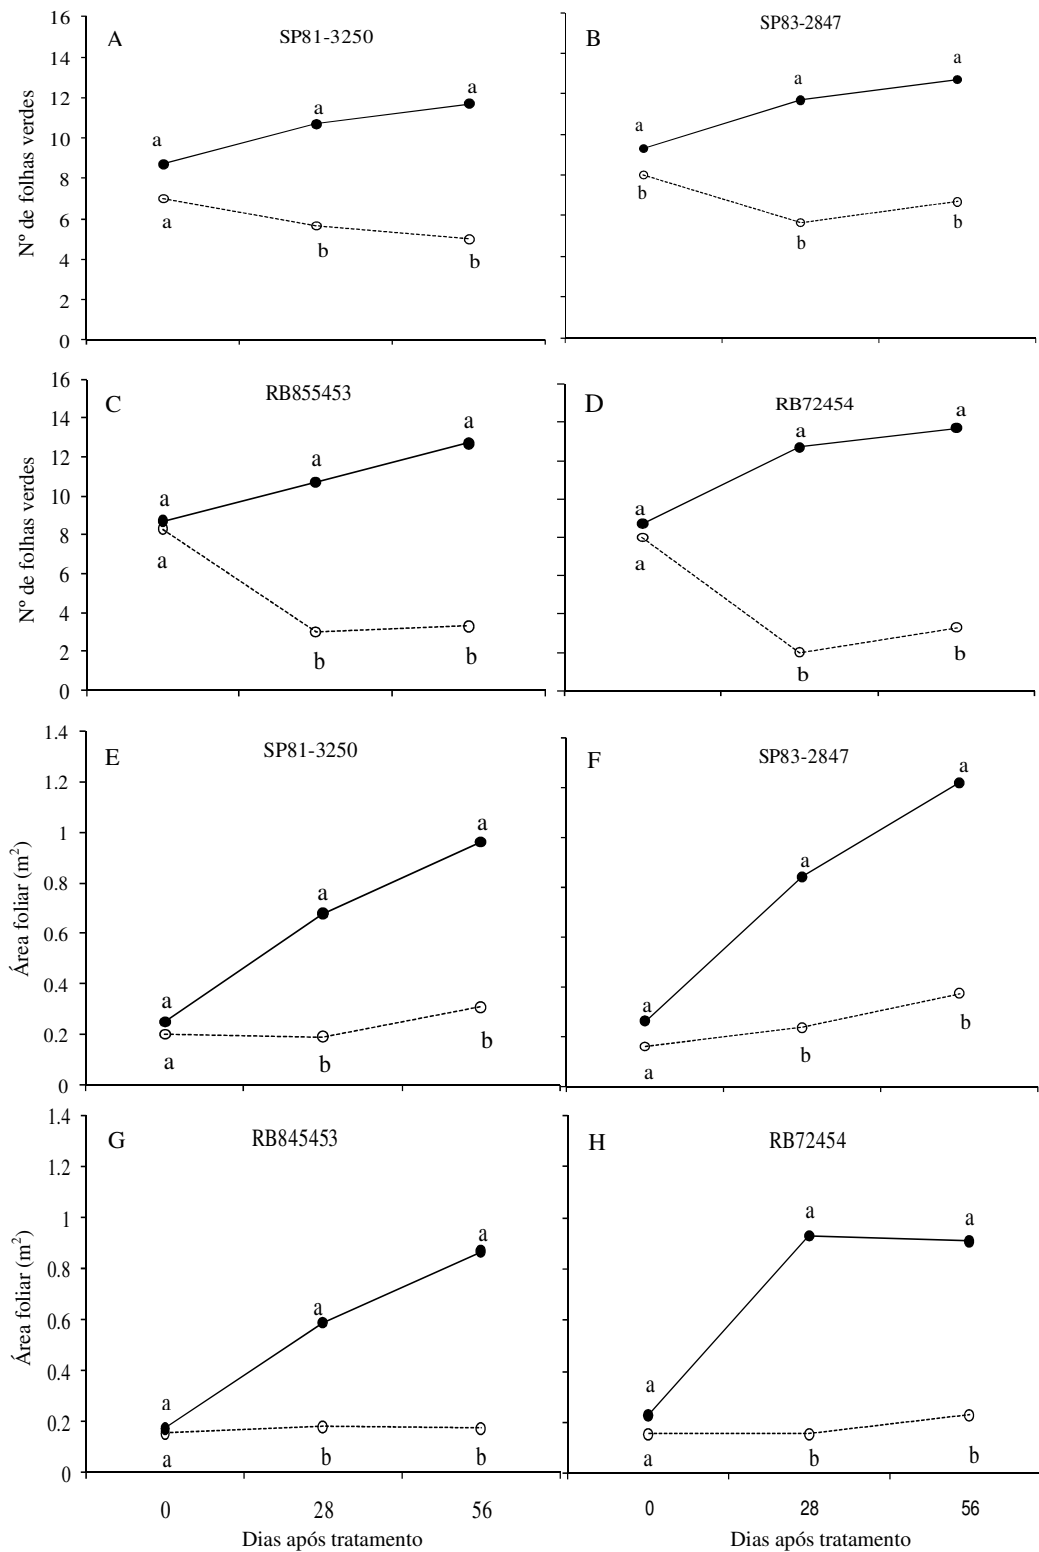 A SP81-3250
16
14
12
10
8
6
4
2
0
Nº de folhas verdes
a a a
a b b
B SP83-2847
a a a
b b b
C RB855453
16
14
12
10
8
6
4
2
0
Nº de folhas verdes
a a a
a b b
D RB72454
a a a
a b b
E SP81-3250
1.4
1.2
1
0.8
0.6
0.4
0.2
0
Área foliar (m²)
a a a
a b b
F SP83-2847
a a a
a b b
G RB845453
1.4
1.2
1
0.8
0.6
0.4
0.2
0
Área foliar (m²)
a a a
a b b
0 28 56
Dias após tratamento
H RB72454
a a a
a b b
0 28 56
Dias após tratamento